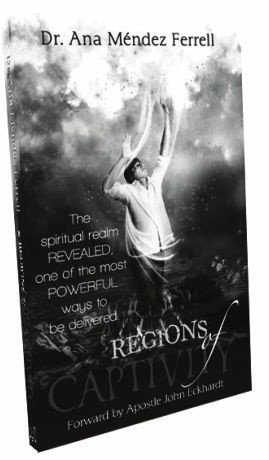 Dr. Ana Méndez Ferrell
The
spiritual realm
REVEALED,
one of the most
POWERFUL
ways to
be delivered.
REGIONS of
CAPTIVITY
Forward by Apostle John Eckhardt